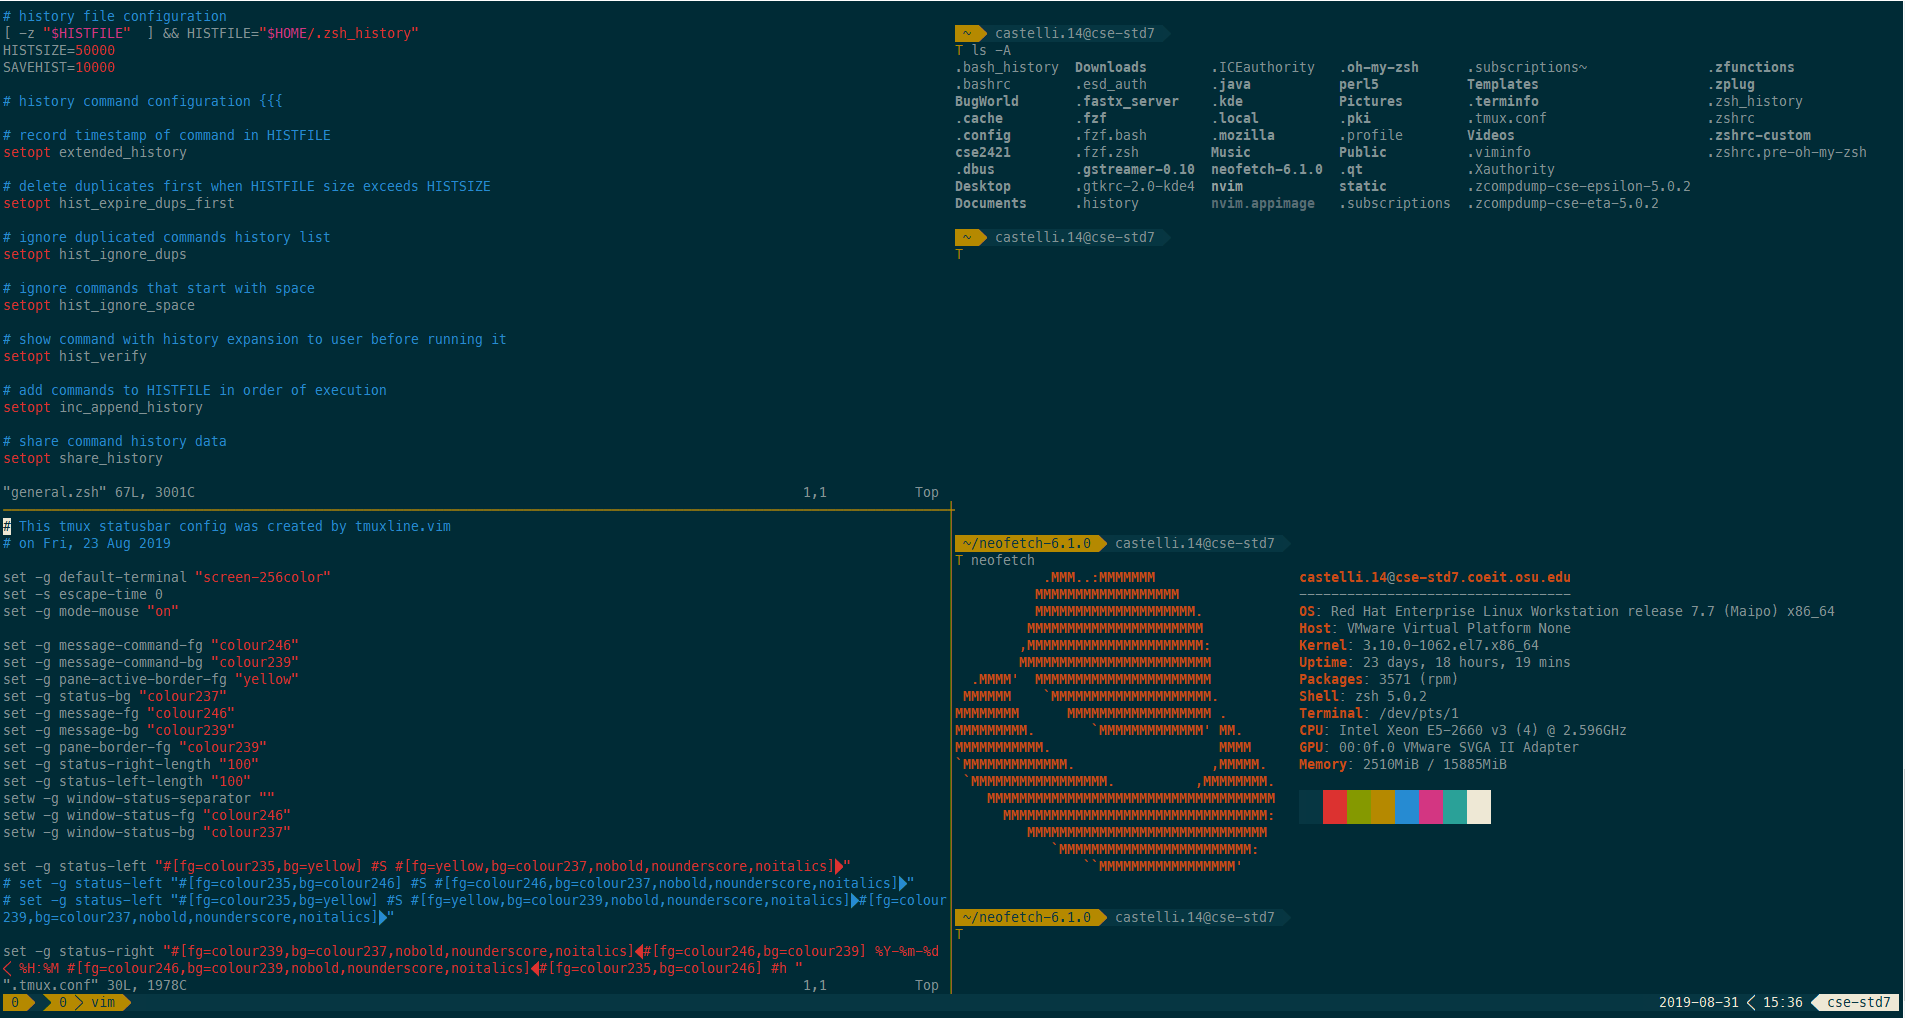 # history file configuration
[ -z "$HISTFILE"  ] && HISTFILE="$HOME/.zsh_history"
HISTSIZE=50000
SAVEHIST=10000
# history command configuration {{{
# record timestamp of command in HISTFILE
setopt extended_history
# delete duplicates first when HISTFILE size exceeds HISTSIZE
setopt hist_expire_dups_first
# ignore duplicated commands history list
setopt hist_ignore_dups
# ignore commands that start with space
setopt hist_ignore_space
# show command with history expansion to user before running it
setopt hist_verify
# add commands to HISTFILE in order of execution
setopt inc_append_history
# share command history data
setopt share_history
"general.zsh" 67L, 3001C 1,1 Top
~ castelli.14@cse-std7
T ls -A
.bash_history Downloads .ICEauthority .oh-my-zsh .subscriptions~ .zfunctions
.bashrc .esd_auth .java perl5 Templates .zplug
BugWorld .fastx_server .kde Pictures .terminfo .zsh_history
.cache .fzf .local .pki .tmux.conf .zshrc
.config .fzf.bash .mozilla .profile Videos .zshrc-custom
cse2421 .fzf.zsh Music Public .viminfo .zshrc.pre-oh-my-zsh
.dbus .gstreamer-0.10 neofetch-6.1.0 .qt .Xauthority
Desktop .gtkrc-2.0-kde4 nvim static .zcompdump-cse-epsilon-5.0.2
Documents .history nvim.appimage .subscriptions .zcompdump-cse-eta-5.0.2
~ castelli.14@cse-std7
T
# This tmux statusbar config was created by tmuxline.vim
# on Fri, 23 Aug 2019
set -g default-terminal "screen-256color"
set -s escape-time 0
set -g mode-mouse "on"
set -g message-command-fg "colour246"
set -g message-command-bg "colour239"
set -g pane-active-border-fg "yellow"
set -g status-bg "colour237"
set -g message-fg "colour246"
set -g message-bg "colour239"
set -g pane-border-fg "colour239"
set -g status-right-length "100"
set -g status-left-length "100"
setw -g window-status-separator ""
setw -g window-status-fg "colour246"
setw -g window-status-bg "colour237"
set -g status-left "#[fg=colour235,bg=yellow] #S #[fg=yellow,bg=colour237,nobold,nounderscore,noitalics]"
# set -g status-left "#[fg=colour235,bg=colour246] #S #[fg=colour246,bg=colour237,nobold,nounderscore,noitalics]"
# set -g status-left "#[fg=colour235,bg=yellow] #S #[fg=yellow,bg=colour239,nobold,nounderscore,noitalics]#[fg=colour
239,bg=colour237,nobold,nounderscore,noitalics]"
set -g status-right "#[fg=colour239,bg=colour237,nobold,nounderscore,noitalics]#[fg=colour246,bg=colour239] %Y-%m-%d
 %H:%M #[fg=colour246,bg=colour239,nobold,nounderscore,noitalics]#[fg=colour235,bg=colour246] #h "
".tmux.conf" 30L, 1978C 1,1 Top
~/neofetch-6.1.0 castelli.14@cse-std7
T neofetch
castelli.14@cse-std7.coeit.osu.edu
----------------------------------
OS: Red Hat Enterprise Linux Workstation release 7.7 (Maipo) x86_64
Host: VMware Virtual Platform None
Kernel: 3.10.0-1062.el7.x86_64
Uptime: 23 days, 18 hours, 19 mins
Packages: 3571 (rpm)
Shell: zsh 5.0.2
Terminal: /dev/pts/1
CPU: Intel Xeon E5-2660 v3 (4) @ 2.596GHz
GPU: 00:0f.0 VMware SVGA II Adapter
Memory: 2510MiB / 15885MiB
~/neofetch-6.1.0 castelli.14@cse-std7
T
0 0 vim 2019-08-31 15:36 cse-std7